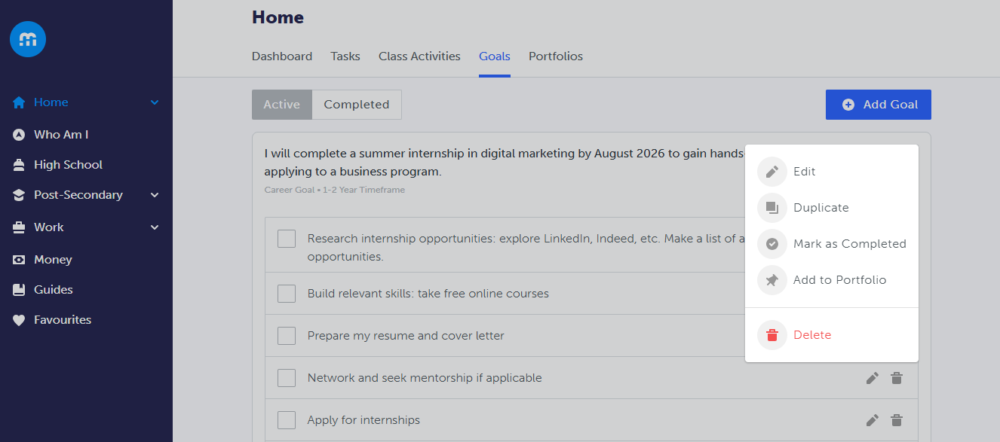 Home
Dashboard Tasks Class Activities Goals Portfolios
Home
Who Am I
High School
Post-Secondary
Work
Money
Guides
Favourites
Active Completed
Add Goal
I will complete a summer internship in digital marketing by August 2026 to gain hands-
applying to a business program.
Career Goal • 1-2 Year Timeframe
Research internship opportunities: explore LinkedIn, Indeed, etc. Make a list of a
opportunities.
Build relevant skills: take free online courses
Prepare my resume and cover letter
Network and seek mentorship if applicable
Apply for internships
Edit
Duplicate
Mark as Completed
Add to Portfolio
Delete